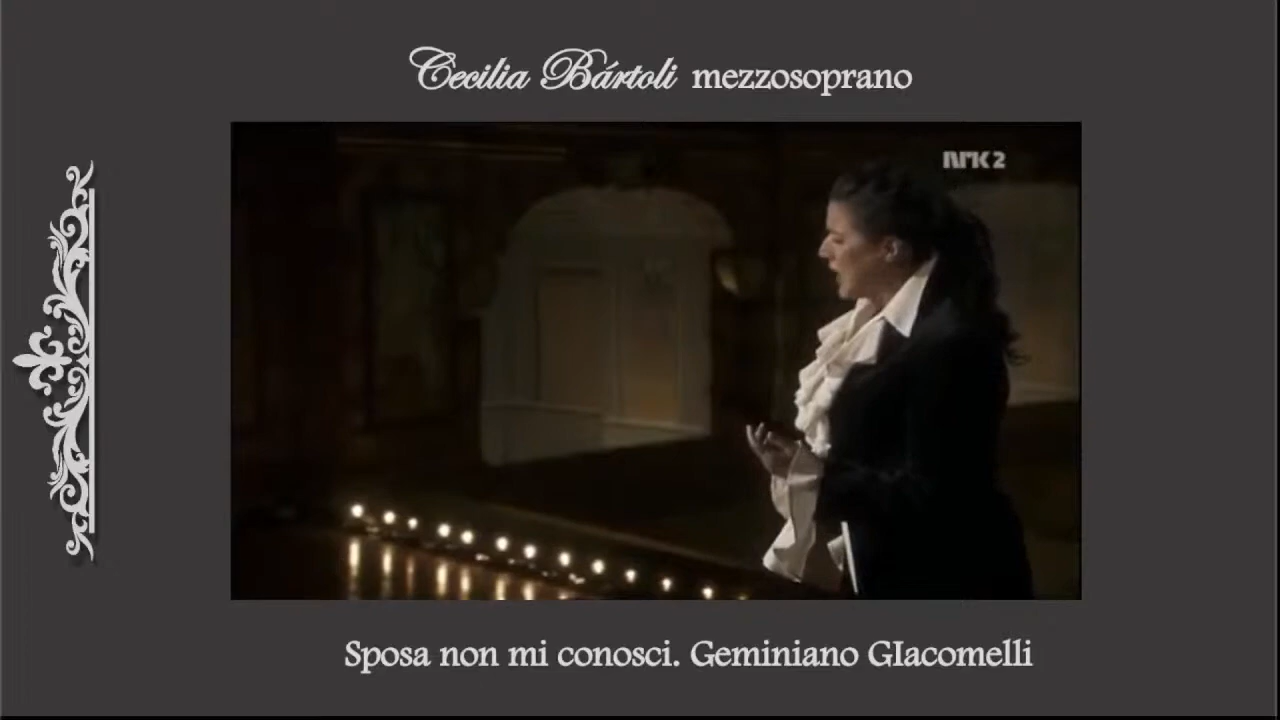 Cecilia Bártoli mezzosoprano
NRK 2
Sposa non mi conosci. Geminiano GIacomelli